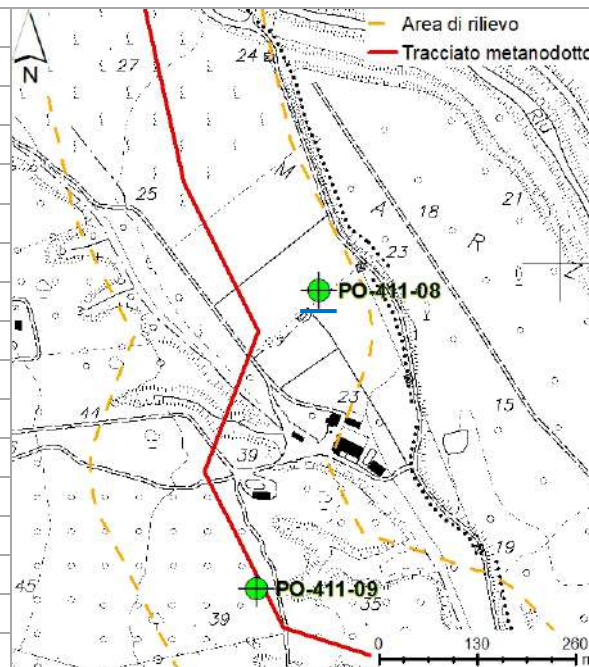 Area di rilievo
Tracciato metanodotto
N
24
27
M
25
A
18
21
R
23
PO-411-08
23
44
15
39
19
PO-411-09
35
45
39
0 130 260
m